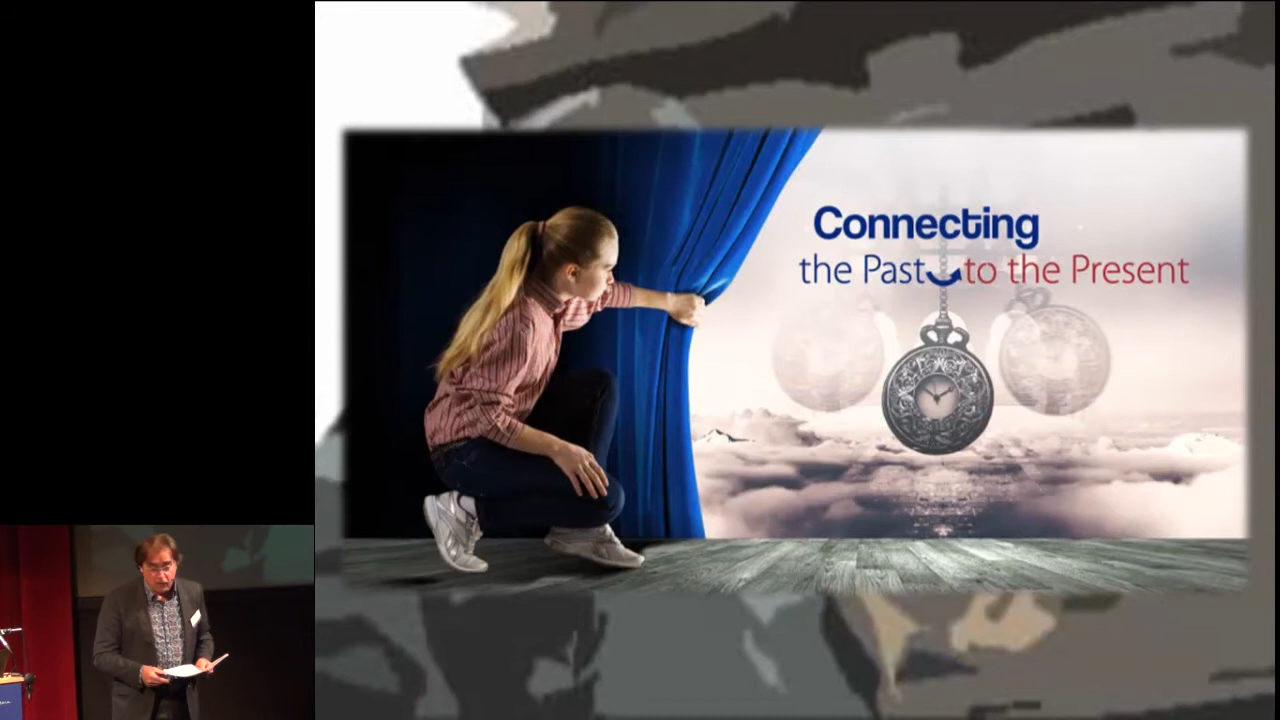 Connecting
the Past to the Present